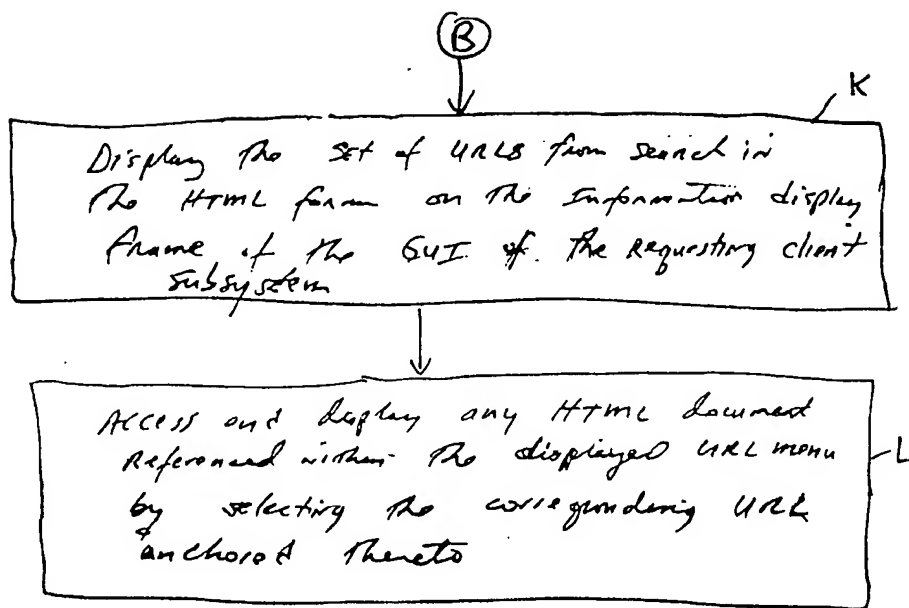 B
K
Display the set of URLs from search in
the HTML form on the Information display
frame of the GUI of the requesting client
subsystem
Access and display any HTML document
Referenced within the displayed URL menu
by selecting the corresponding URL
& anchored thereto
L